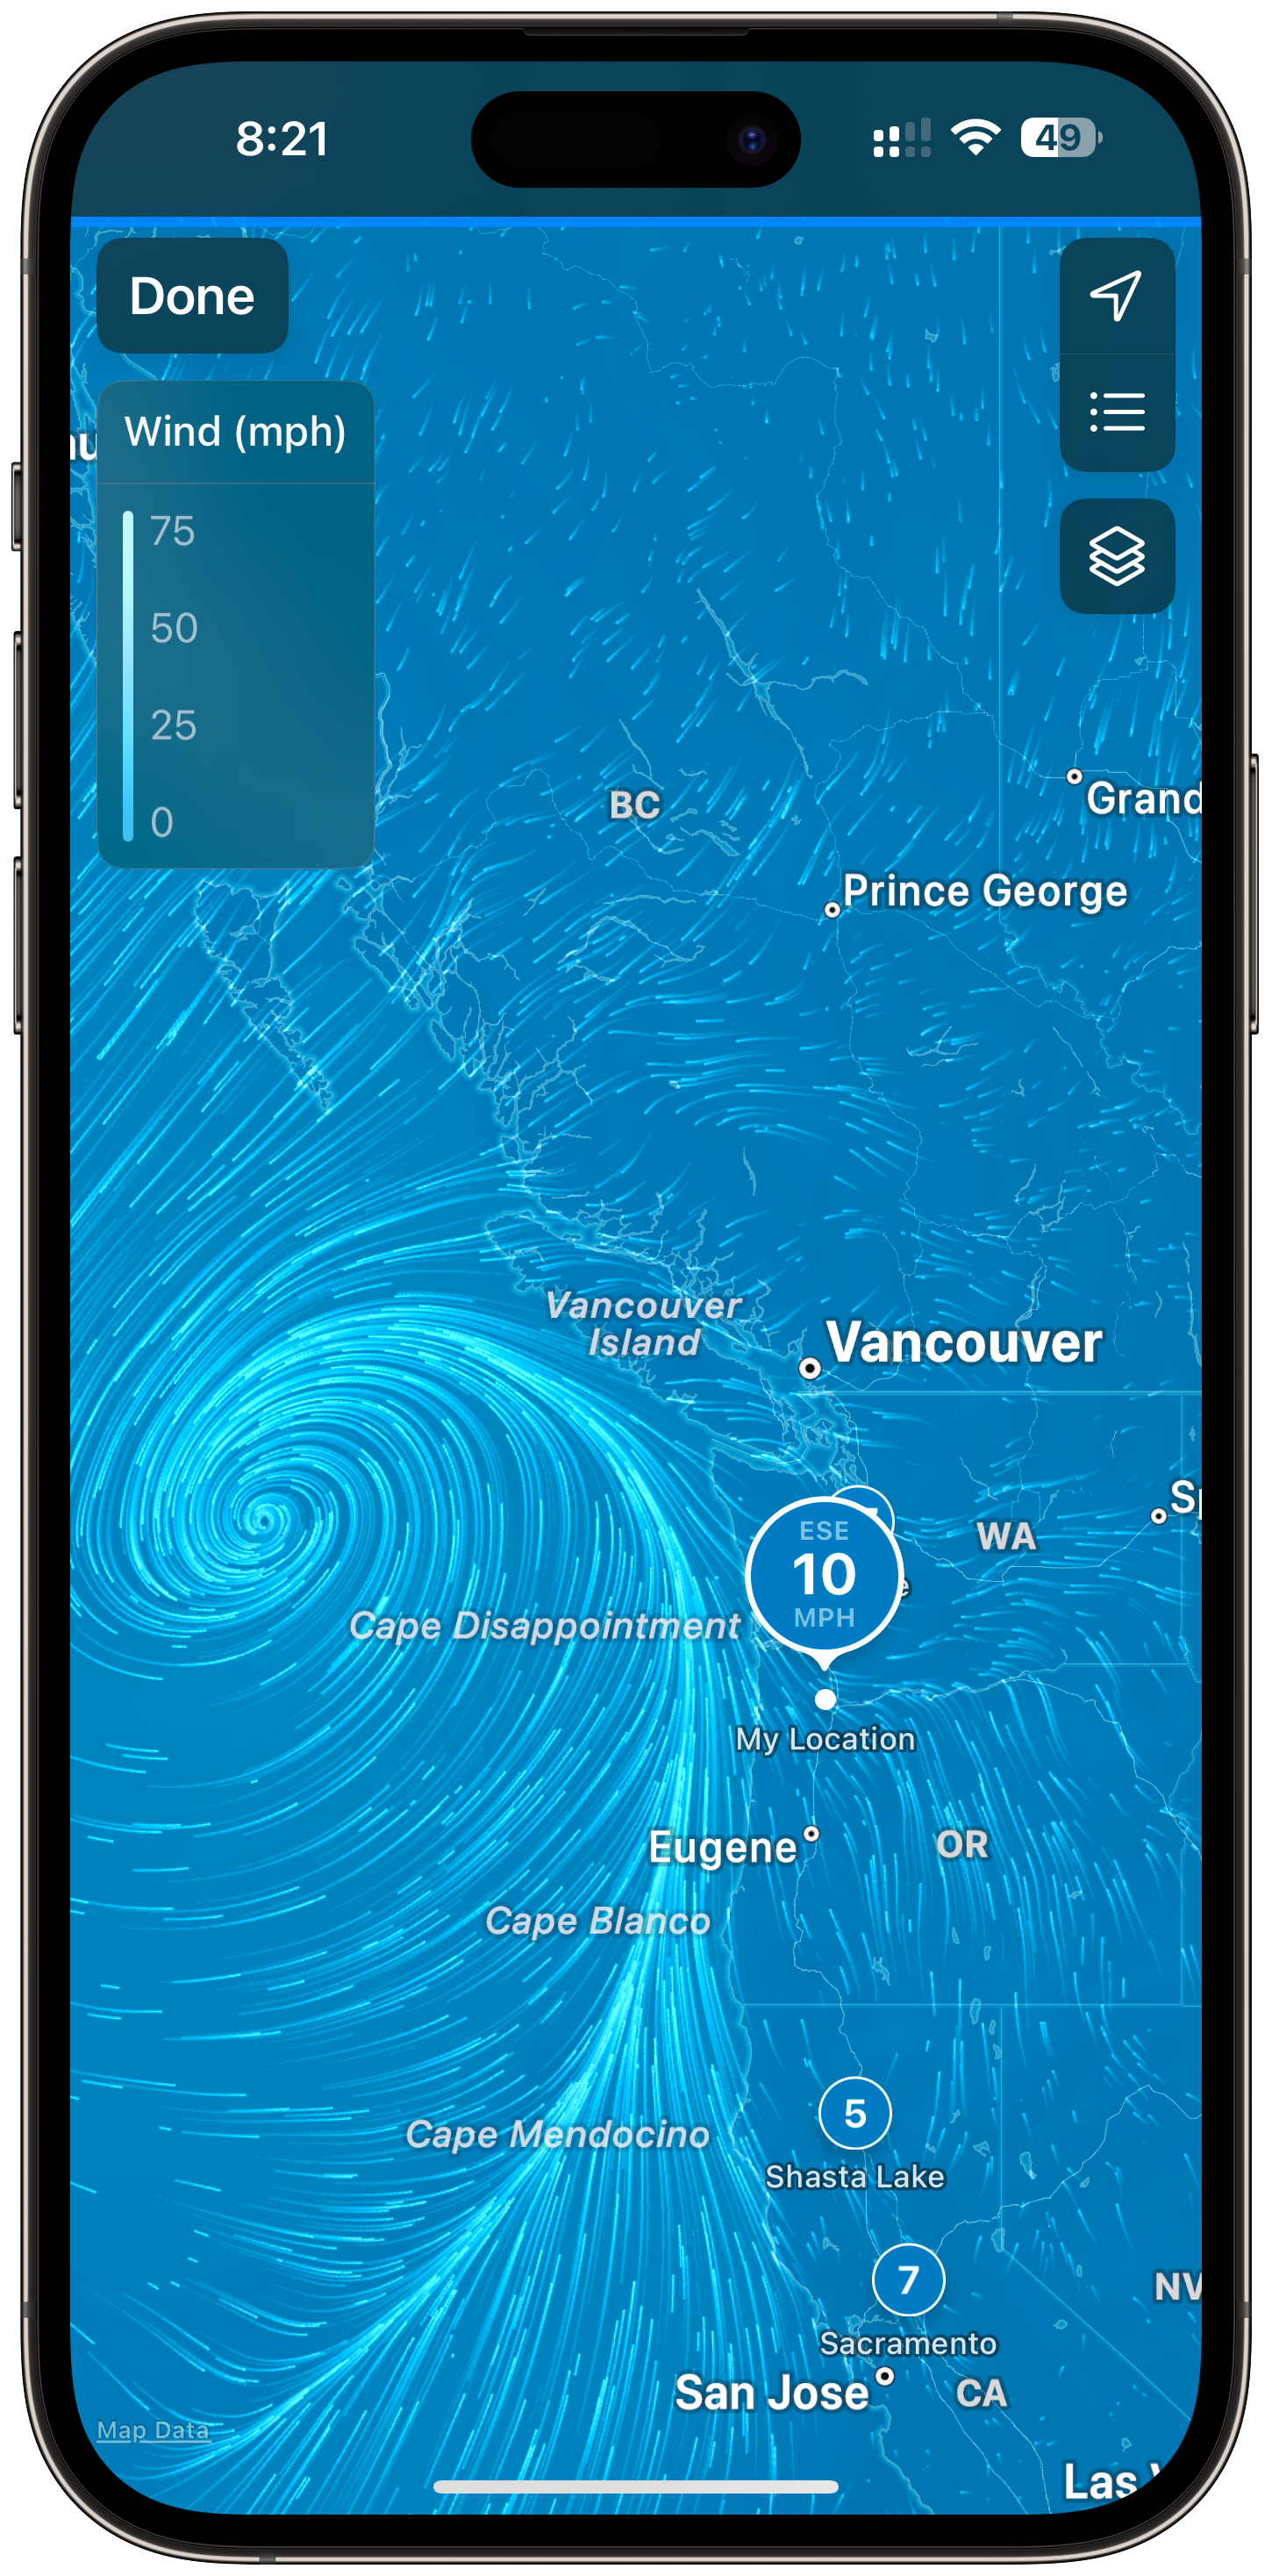 8:21
49
Done
Wind (mph)
75
50
25
0
BC
Grand
Prince George
Vancouver
Island
Vancouver
WA
ESE
10
MPH
Cape Disappointment
My Location
Eugene
OR
Cape Blanco
5
Cape Mendocino
Shasta Lake
7
NV
Sacramento
San Jose
CA
Map Data
Las